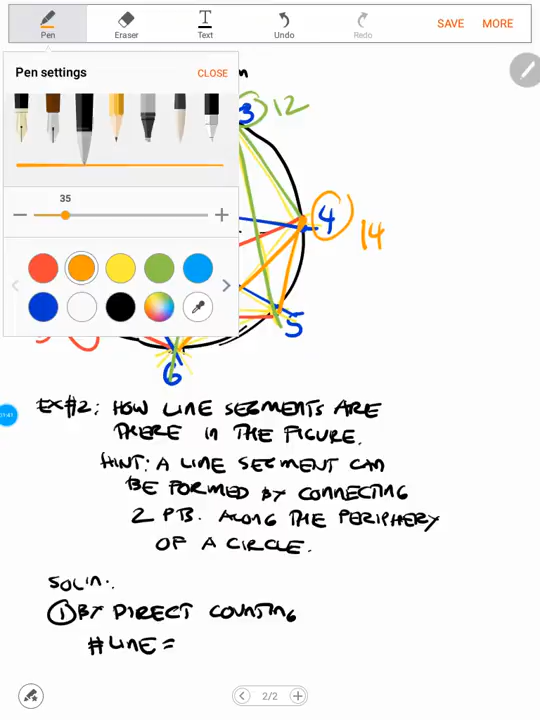 Pen
Eraser
Text
Undo
Redo
SAVE
MORE
Pen settings
CLOSE
35
3
12
4
14
5
6
EX#2: HOW LINE SEGMENTS ARE
THERE IN THE FIGURE.
HINT: A LINE SEGMENT CAN
BE FORMED BY CONNECTING
2 PTS. ALONG THE PERIPHERY
OF A CIRCLE.
SOL'N:
① BY DIRECT COUNTING
# LINE =
2/2